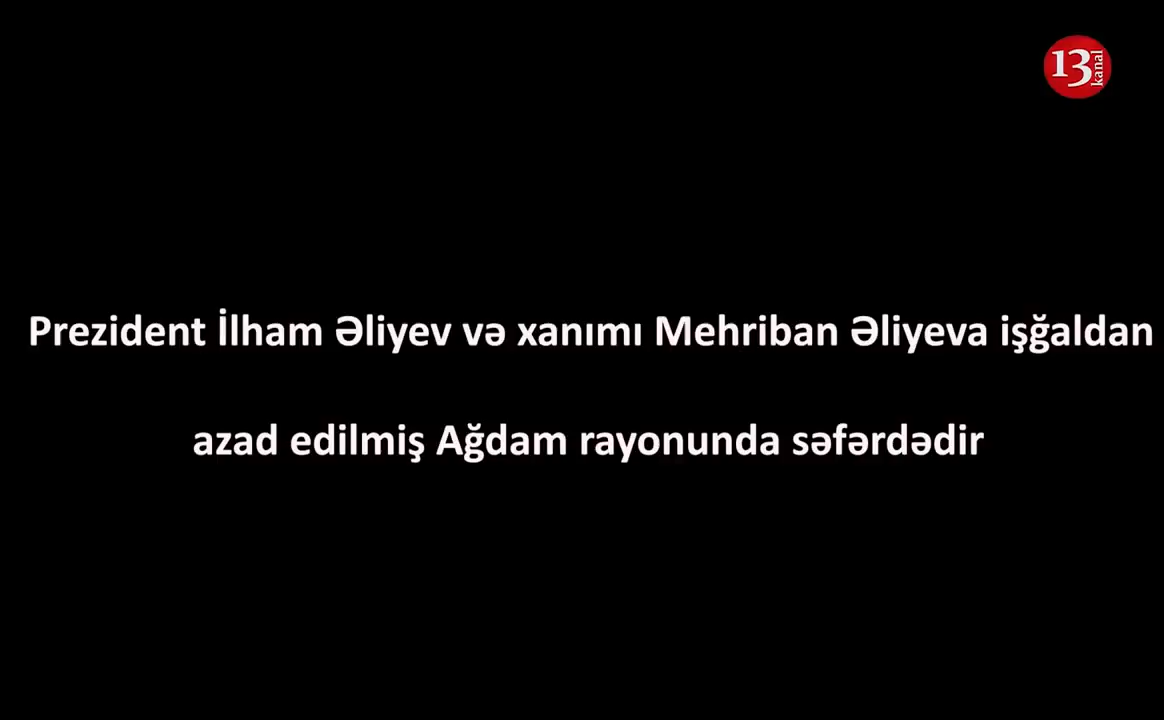 13 kanal
Prezident İlham Əliyev və xanımı Mehriban Əliyeva işğaldan
azad edilmiş Ağdam rayonunda səfərdədir